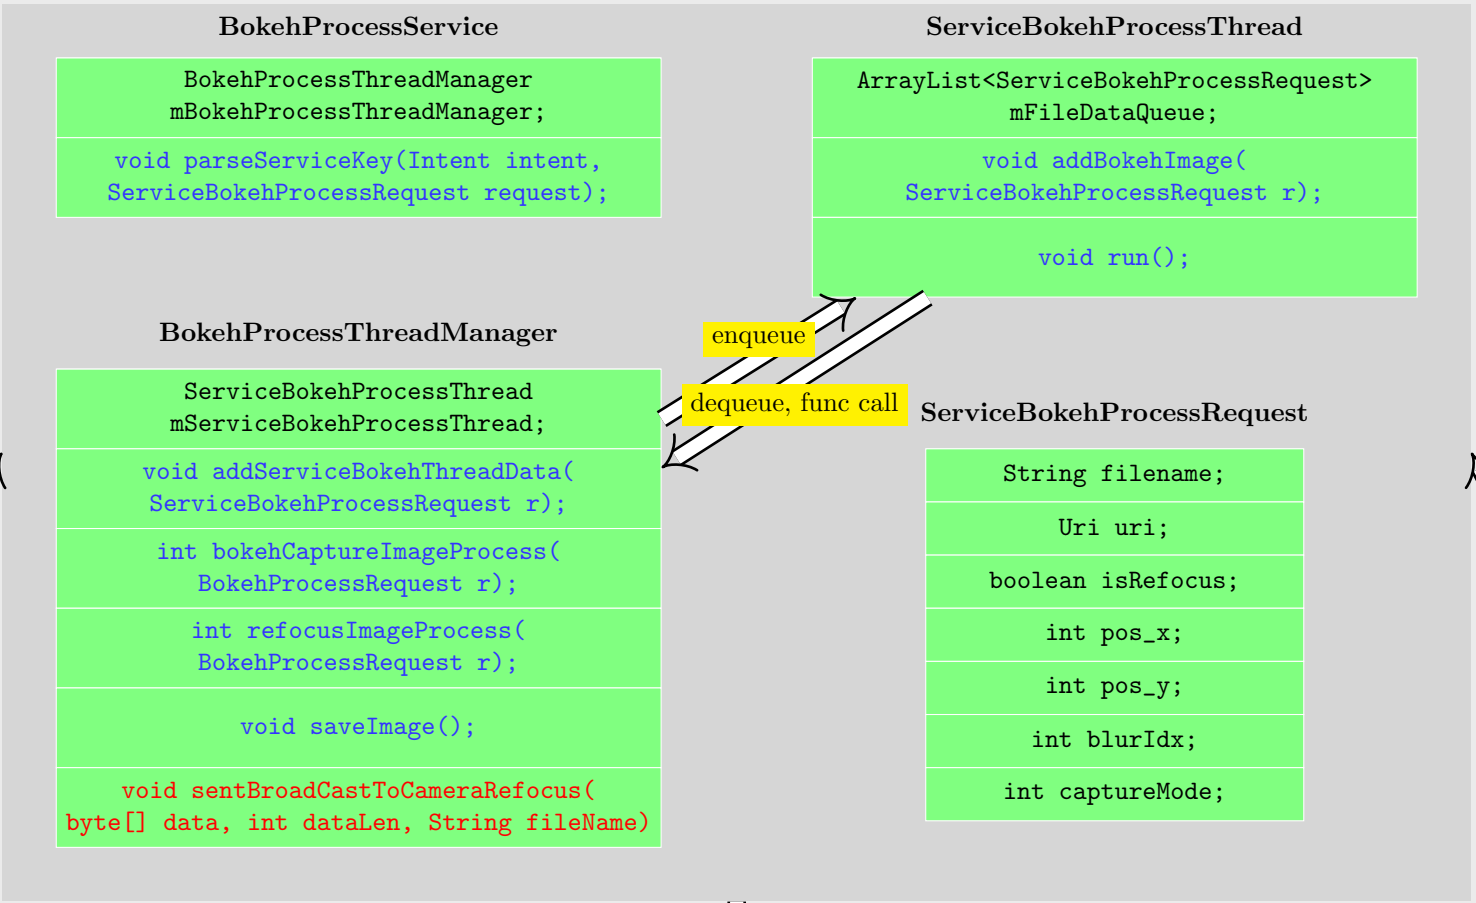 BokehProcessService
BokehProcessThreadManager
mBokehProcessThreadManager;
void parseServiceKey(Intent intent,
ServiceBokehProcessRequest request);
ServiceBokehProcessThread
ArrayList<ServiceBokehProcessRequest>
mFileDataQueue;
void addBokehImage(
ServiceBokehProcessRequest r);
void run();
enqueue
dequeue, func call
BokehProcessThreadManager
ServiceBokehProcessThread
mServiceBokehProcessThread;
void addServiceBokehThreadData(
ServiceBokehProcessRequest r);
int bokehCaptureImageProcess(
BokehProcessRequest r);
int refocusImageProcess(
BokehProcessRequest r);
void saveImage();
void sentBroadCastToCameraRefocus(
byte[] data, int dataLen, String fileName)
ServiceBokehProcessRequest
String filename;
Uri uri;
boolean isRefocus;
int pos_x;
int pos_y;
int blurIdx;
int captureMode;